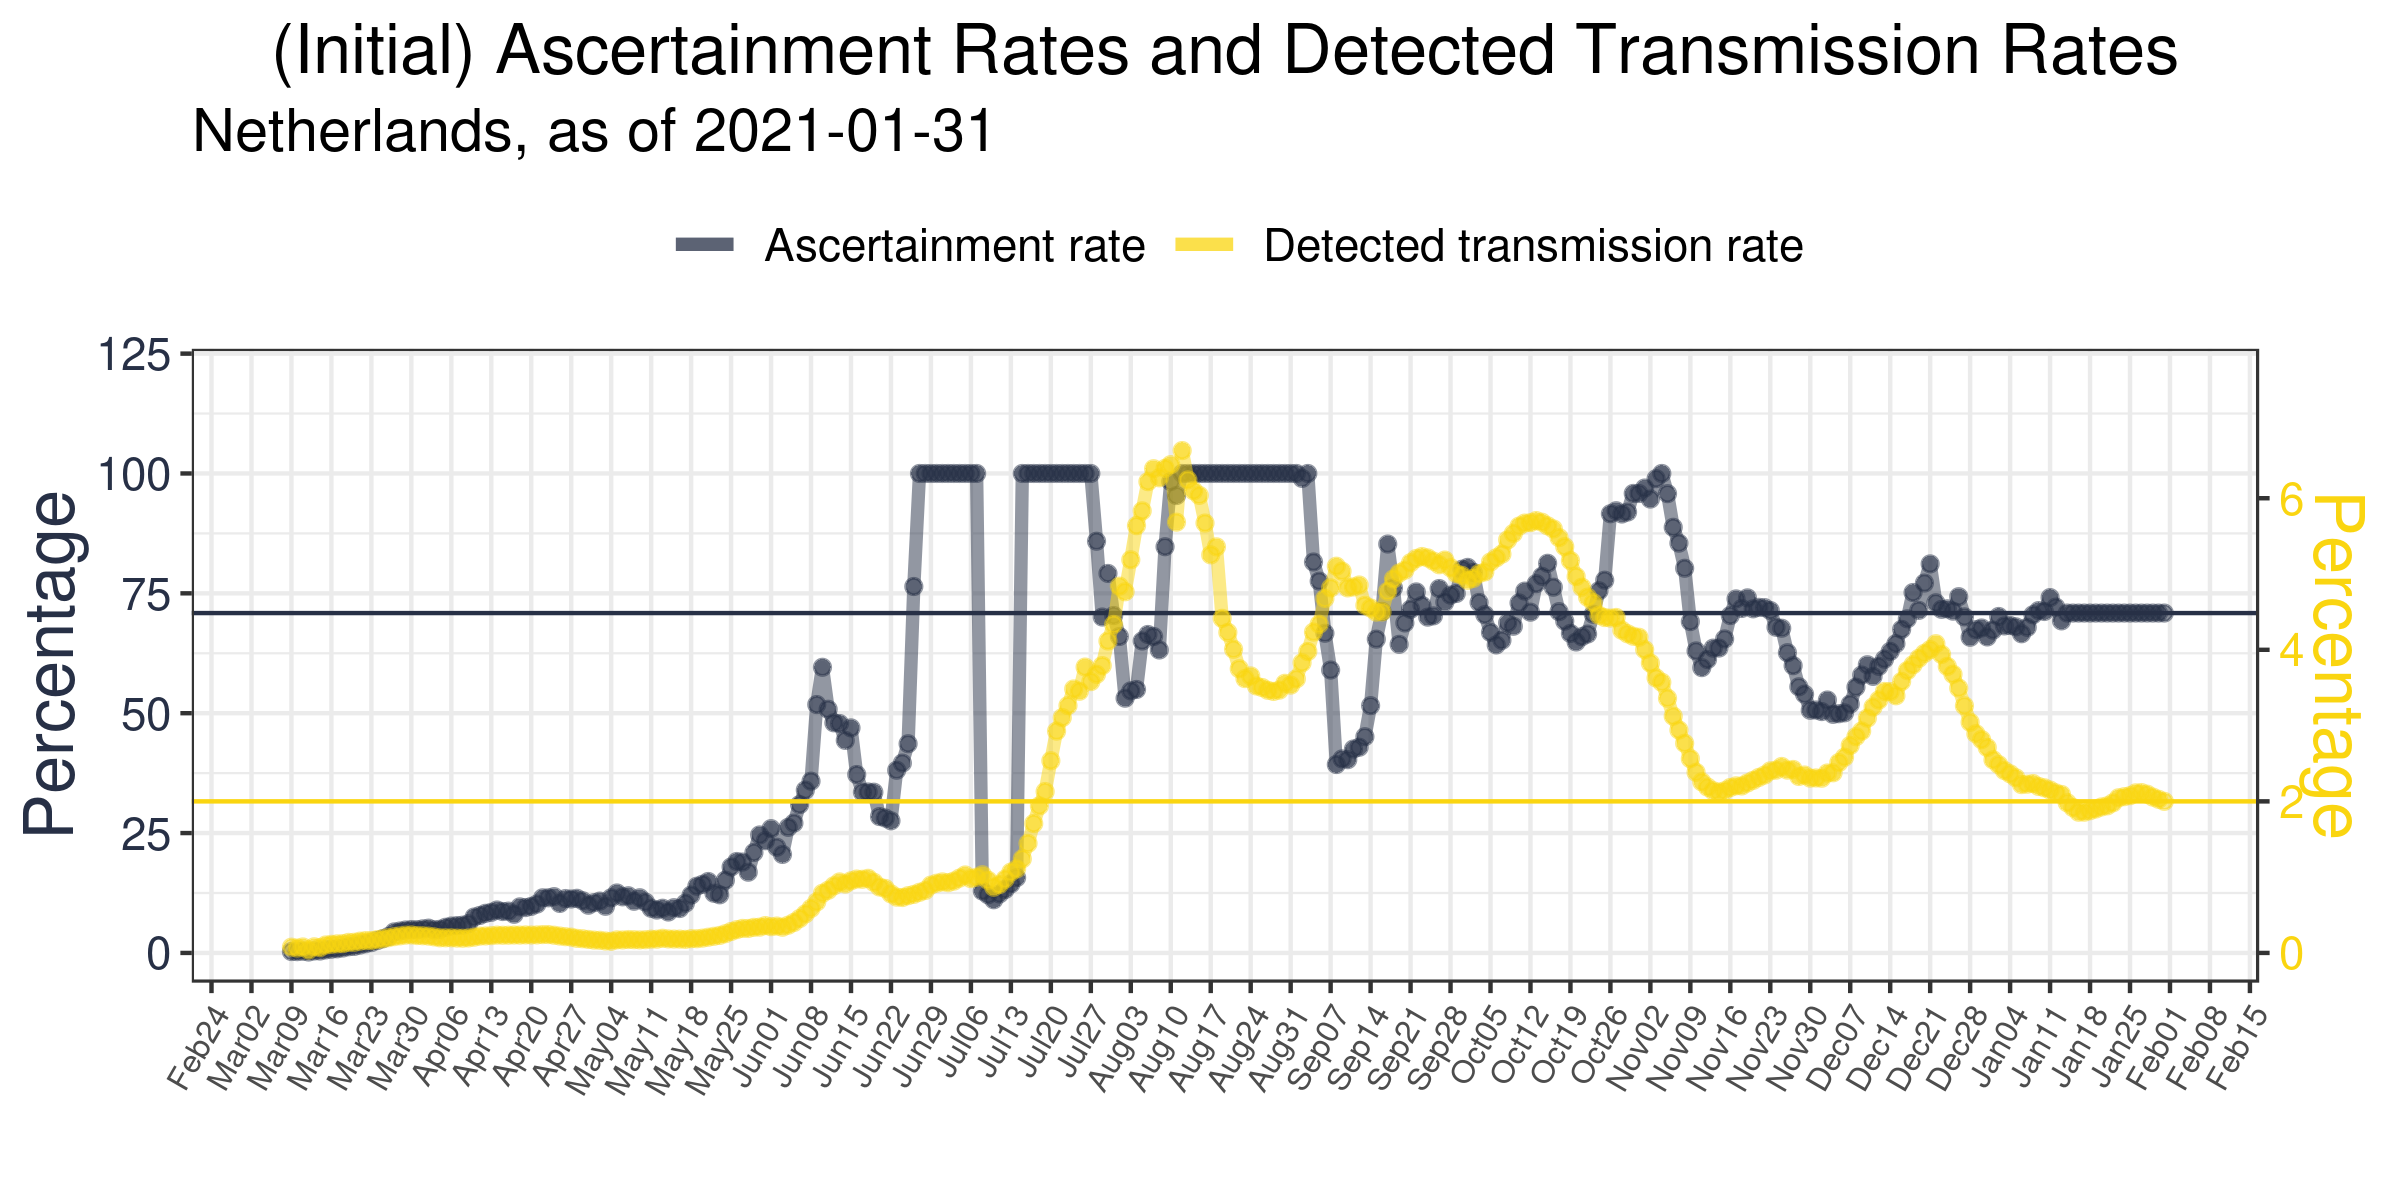 (Initial) Ascertainment Rates and Detected Transmission Rates
Netherlands, as of 2021-01-31
Ascertainment rate
Detected transmission rate
125
100
75
50
25
0
Percentage
6
4
2
0
Percentage
Feb24
Mar02
Mar09
Mar16
Mar23
Mar30
Apr06
Apr13
Apr20
Apr27
May04
May11
May18
May25
Jun01
Jun08
Jun15
Jun22
Jun29
Jul06
Jul13
Jul20
Jul27
Aug03
Aug10
Aug17
Aug24
Aug31
Sep07
Sep14
Sep21
Sep28
Oct05
Oct12
Oct19
Oct26
Nov02
Nov09
Nov16
Nov23
Nov30
Dec07
Dec14
Dec21
Dec28
Jan04
Jan11
Jan18
Jan25
Feb01
Feb08
Feb15